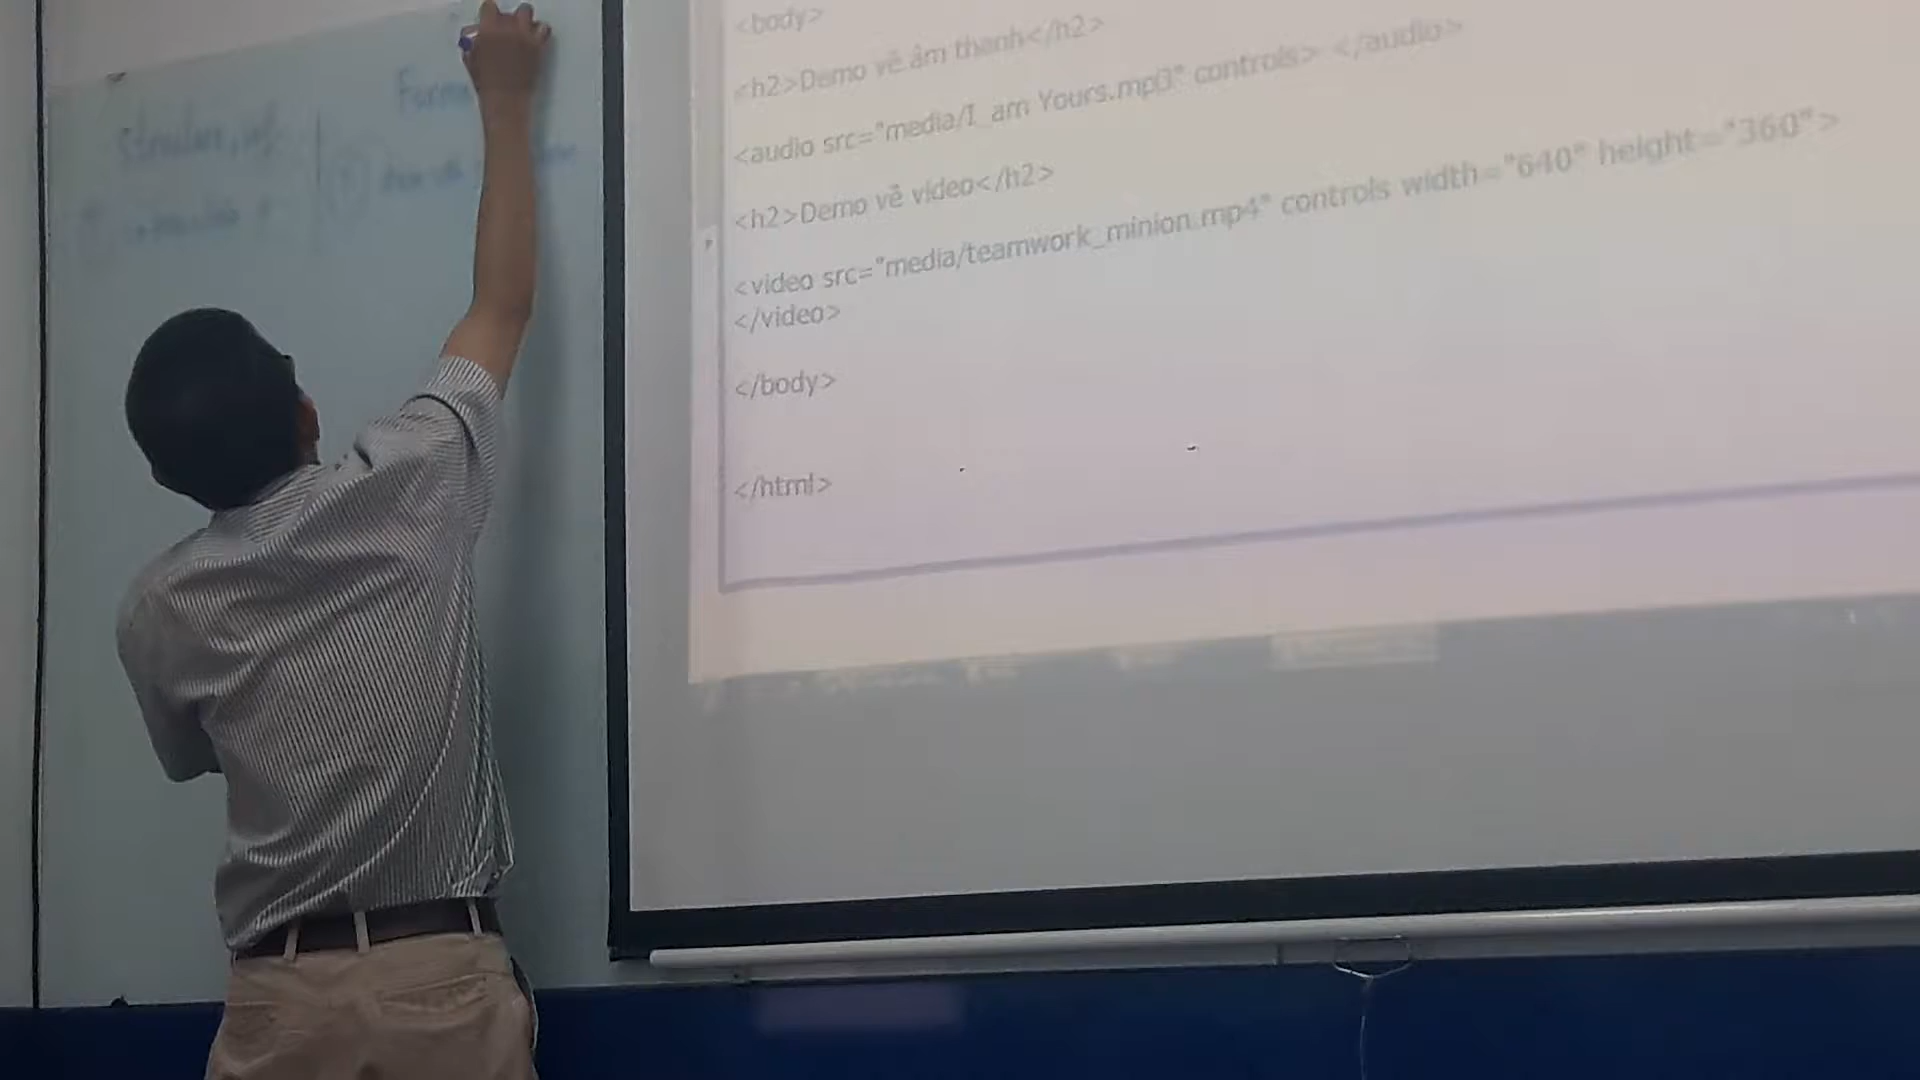 <body>
<h2>Demo về âm thanh</h2>
<audio src="media/I_am Yours.mp3" controls> </audio>
<h2>Demo về video</h2>
<video src="media/teamwork_minion.mp4" controls width="640" height="360">
</video>
</body>
</html>